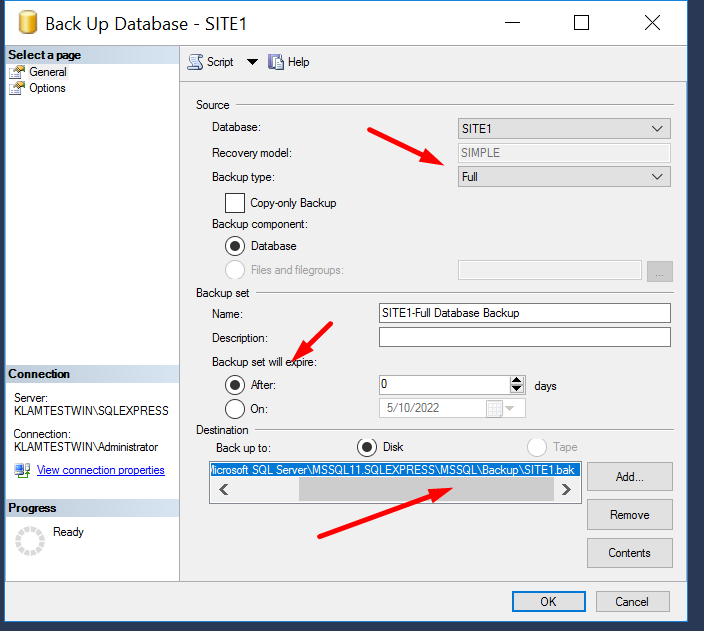 Back Up Database - SITE1
Select a page
General
Options
Script
Help
Source
Database:
SITE1
Recovery model:
SIMPLE
Backup type:
Full
Copy-only Backup
Backup component:
Database
Files and filegroups:
...
Backup set
Name:
SITE1-Full Database Backup
Description:
Backup set will expire:
After:
0
days
On:
5/10/2022
Destination
Back up to:
Disk
Tape
Microsoft SQL Server\MSSQL11.SQLEXPRESS\MSSQL\Backup\SITE1.bak
Add...
Remove
Contents
Connection
Server:
KLAMTESTWIN\SQLEXPRESS
Connection:
KLAMTESTWIN\Administrator
View connection properties
Progress
Ready
OK
Cancel